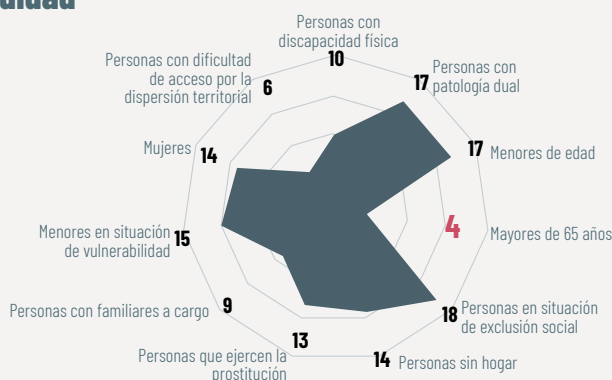 Personas con
discapacidad física
10
17
Personas con
patología dual
17
Menores de edad
4
Mayores de 65 años
18
Personas en situación
de exclusión social
14
Personas sin hogar
13
Personas que ejercen la
prostitución
9
Personas con familiares a cargo
15
Menores en situación
de vulnerabilidad
14
Mujeres
6
Personas con dificultad
de acceso por la
dispersión territorial